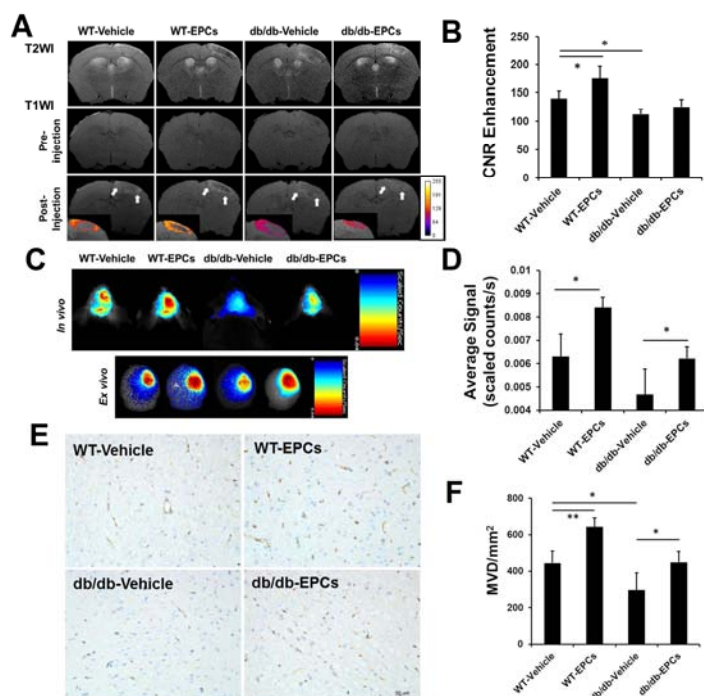 A
WT-Vehicle WT-EPCs db/db-Vehicle db/db-EPCs
T2WI
T1WI
Pre-
injection
Post-
Injection
B
CNR Enhancement
250
200
150
100
50
0
WT-Vehicle
WT-EPCs
db/db-Vehicle
db/db-EPCs
*
*
C
WT-Vehicle WT-EPCs db/db-Vehicle db/db-EPCs
In vivo
Ex vivo
D
Average Signal
(scaled counts/s)
0.01
0.009
0.008
0.007
0.006
0.005
0.004
WT-Vehicle
WT-EPCs
db/db-Vehicle
db/db-EPCs
*
*
E
WT-Vehicle
WT-EPCs
db/db-Vehicle
db/db-EPCs
F
MVD/mm²
800
600
400
200
0
WT-Vehicle
WT-EPCs
db/db-Vehicle
db/db-EPCs
*
**
*